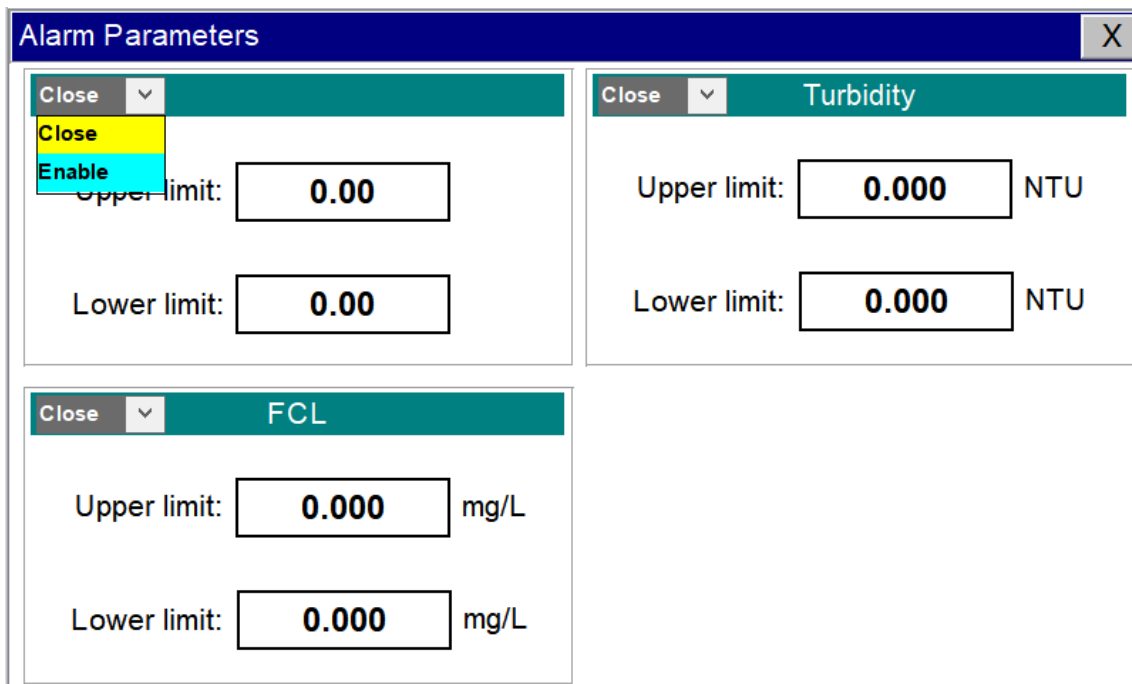 Alarm Parameters X
Close
Close
Enable
Upper limit: 0.00
Lower limit: 0.00
Close Turbidity
Upper limit: 0.000 NTU
Lower limit: 0.000 NTU
Close FCL
Upper limit: 0.000 mg/L
Lower limit: 0.000 mg/L